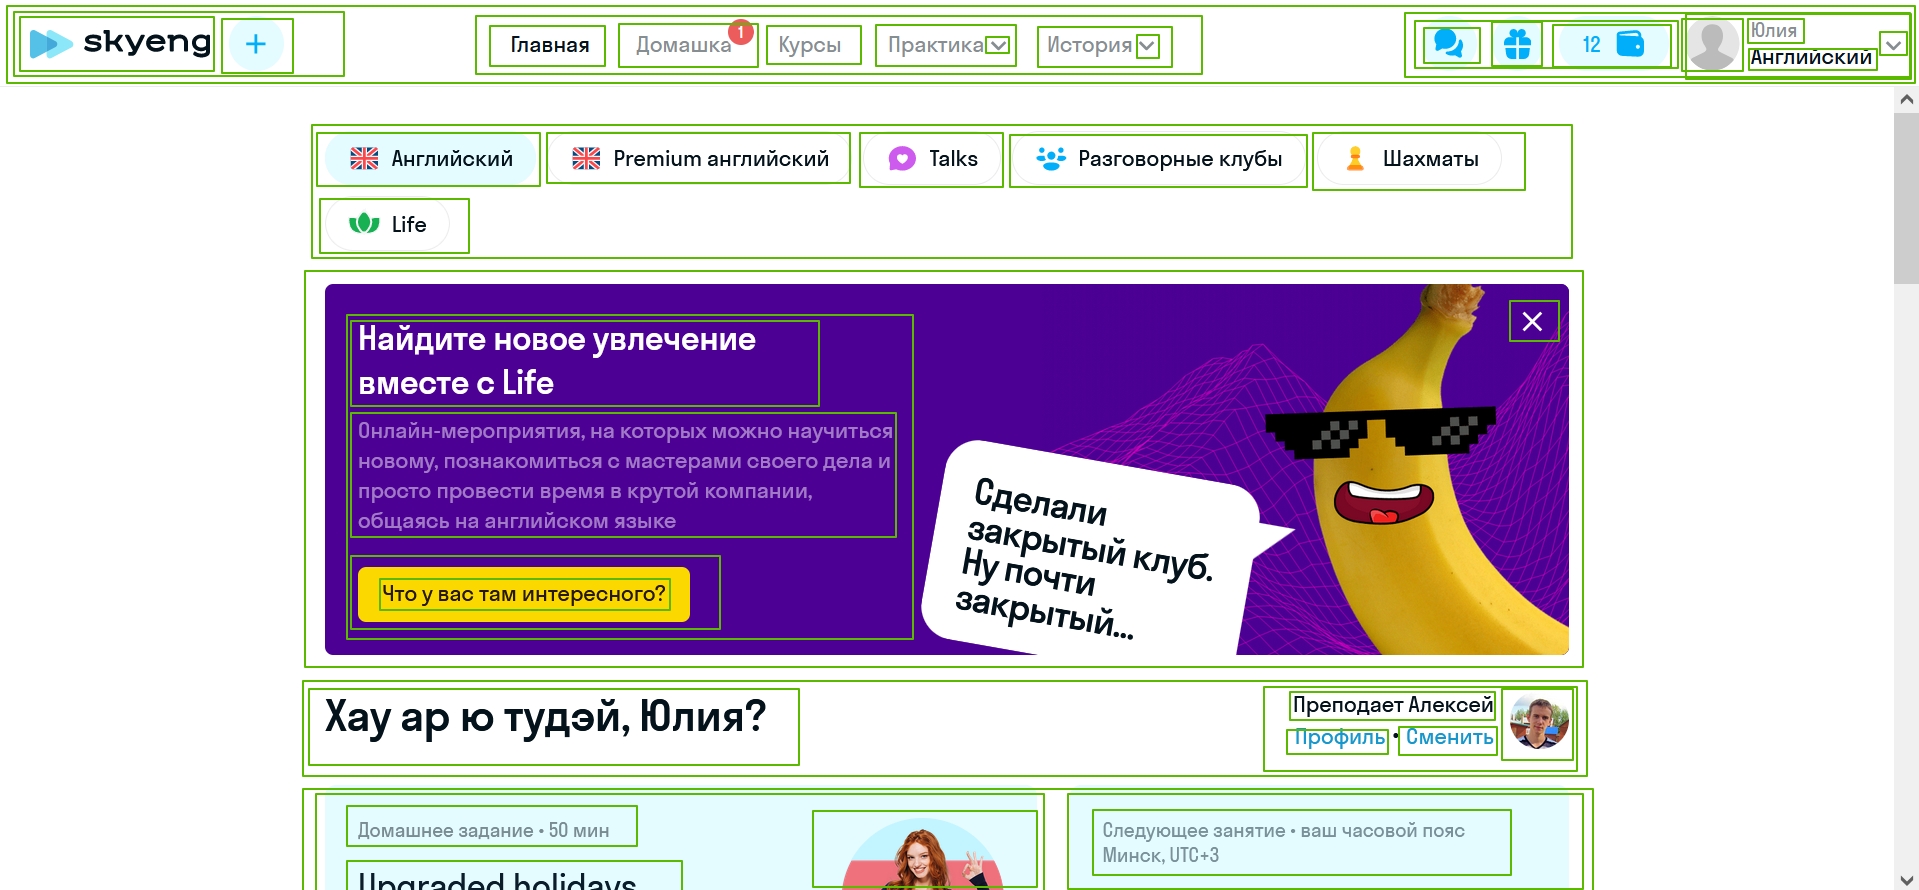 skyeng
Главная
Домашка
1
Курсы
Практика
История
12
Юлия
Английский
Английский
Premium английский
Talks
Разговорные клубы
Шахматы
Life
Найдите новое увлечение
вместе с Life
Онлайн-мероприятия, на которых можно научиться
новому, познакомиться с мастерами своего дела и
просто провести время в крутой компании,
общаясь на английском языке
Что у вас там интересного?
Сделали
закрытый клуб.
Ну почти
закрытый...
Хау ар ю тудэй, Юлия?
Преподает Алексей
Профиль • Сменить
Домашнее задание • 50 мин
Upgraded holidays
Следующее занятие • ваш часовой пояс
Минск, UTC+3